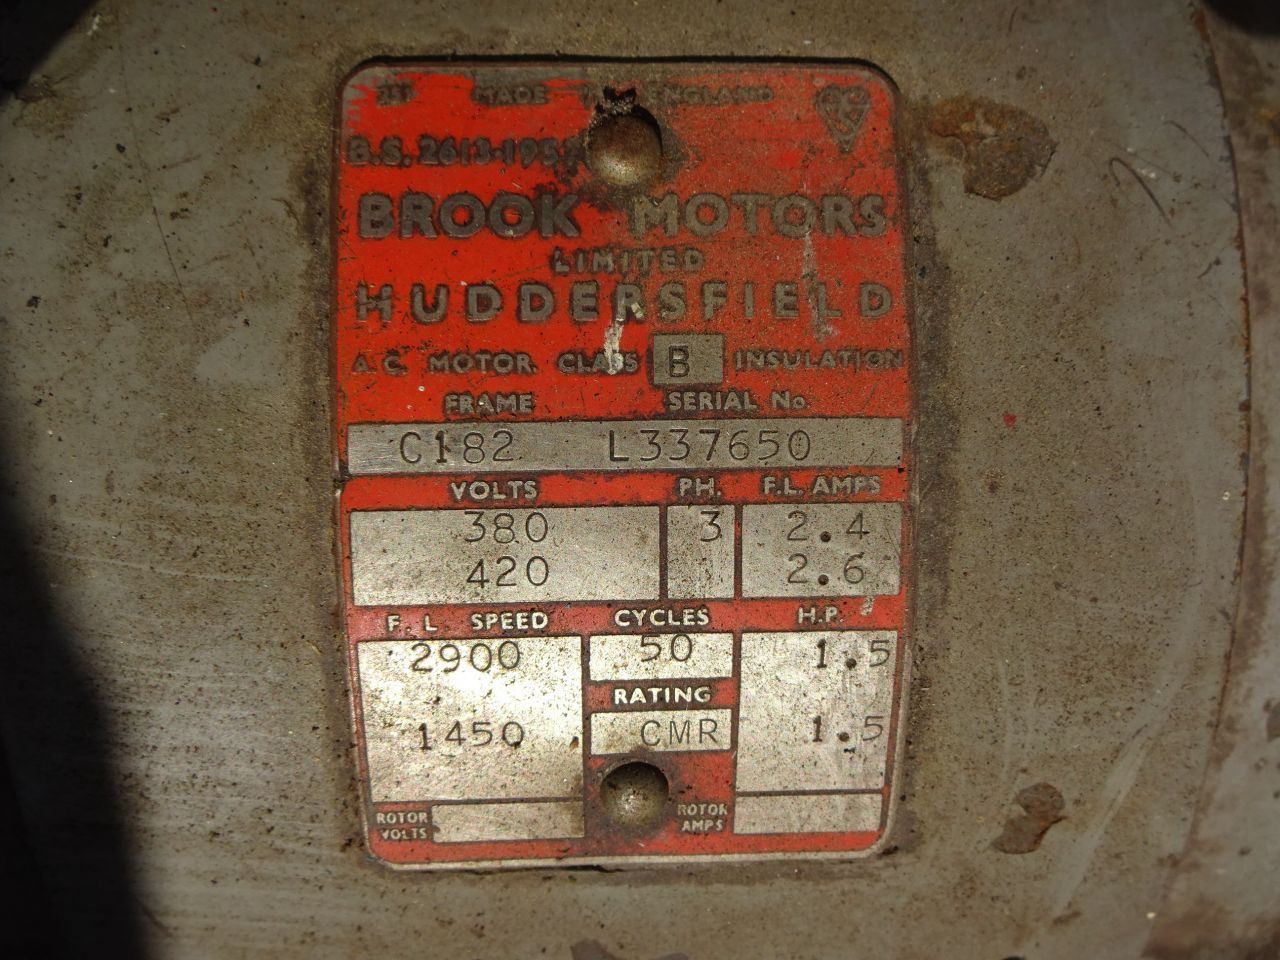 MADE IN ENGLAND
B.S. 2613-1957
BROOK MOTORS
LIMITED
HUDDERSFIELD
A.C. MOTOR. CLASS B INSULATION
FRAME SERIAL No.
C182 L337650
VOLTS PH. F.L. AMPS
380 3 2.4
420 2.6
F. L. SPEED CYCLES H.P.
2900 50 1.5
RATING
1450 CMR 1.5
ROTOR VOLTS ROTOR AMPS